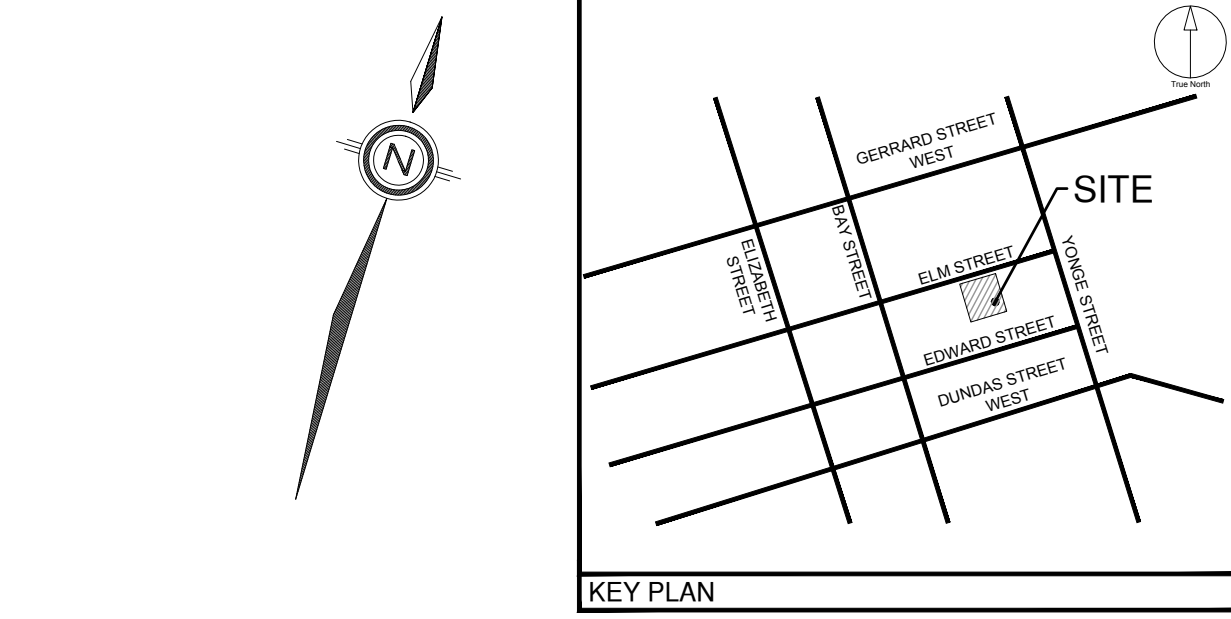 N
True North
GERRARD STREET
WEST
SITE
BAY STREET
ELIZABETH
STREET
ELM STREET
YONGE STREET
EDWARD STREET
DUNDAS STREET
WEST
KEY PLAN